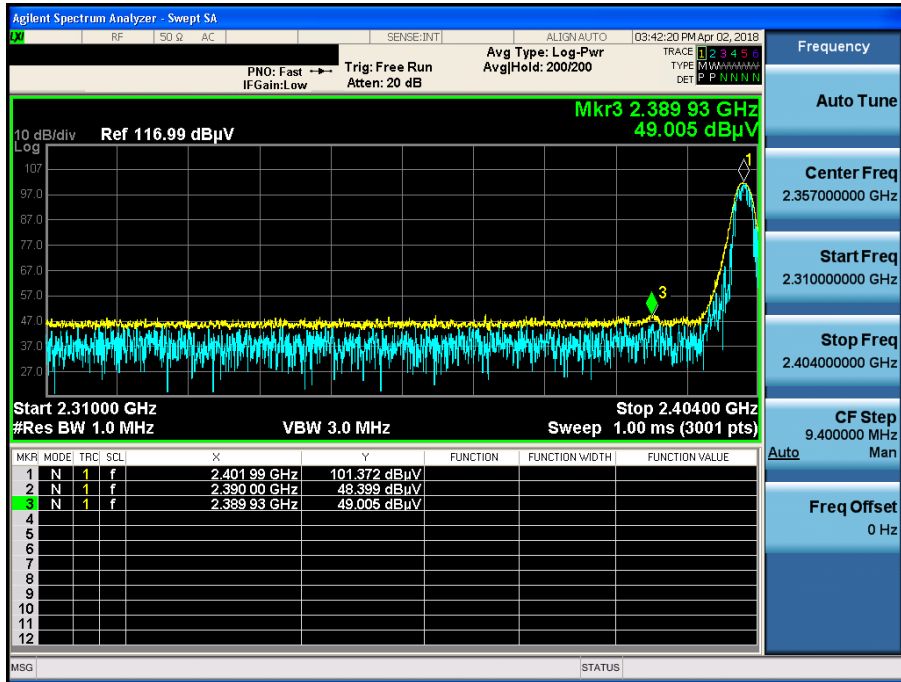 Agilent Spectrum Analyzer - Swept SA
LXI RF 50 Ω AC SENSE:INT ALIGN AUTO 03:42:20 PM Apr 02, 2018
PNO: Fast Trig: Free Run Avg Type: Log-Pwr TRACE 1 2 3 4 5 6
IFGain:Low Atten: 20 dB Avg|Hold: 200/200 TYPE M
DET P P N N N N
Mkr3 2.389 93 GHz
49.005 dBµV
10 dB/div Ref 116.99 dBµV
Log
107
97.0
87.0
77.0
67.0
57.0
47.0
37.0
27.0
1
3
Start 2.31000 GHz Stop 2.40400 GHz
#Res BW 1.0 MHz VBW 3.0 MHz Sweep 1.00 ms (3001 pts)
MKR MODE TRC SCL X Y FUNCTION FUNCTION WIDTH FUNCTION VALUE
1 N 1 f 2.401 99 GHz 101.372 dBµV
2 N 1 f 2.390 00 GHz 48.399 dBµV
3 N 1 f 2.389 93 GHz 49.005 dBµV
4
5
6
7
8
9
10
11
12
MSG STATUS
Frequency
Auto Tune
Center Freq
2.357000000 GHz
Start Freq
2.310000000 GHz
Stop Freq
2.404000000 GHz
CF Step
9.400000 MHz
Auto Man
Freq Offset
0 Hz